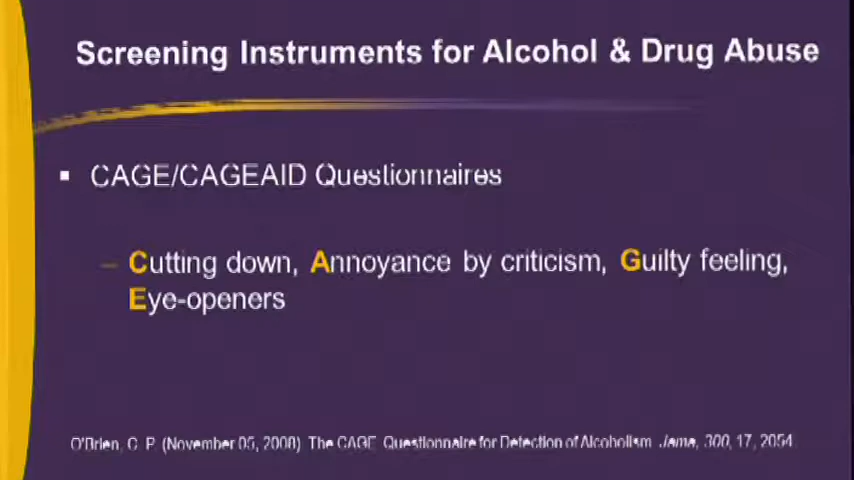 Screening Instruments for Alcohol & Drug Abuse
▪ CAGE/CAGEAID Questionnaires
– Cutting down, Annoyance by criticism, Guilty feeling,
Eye-openers
O'Brien, C. P. (November 05, 2008) The CAGE Questionnaire for Detection of Alcoholism. Jama, 300, 17, 2054